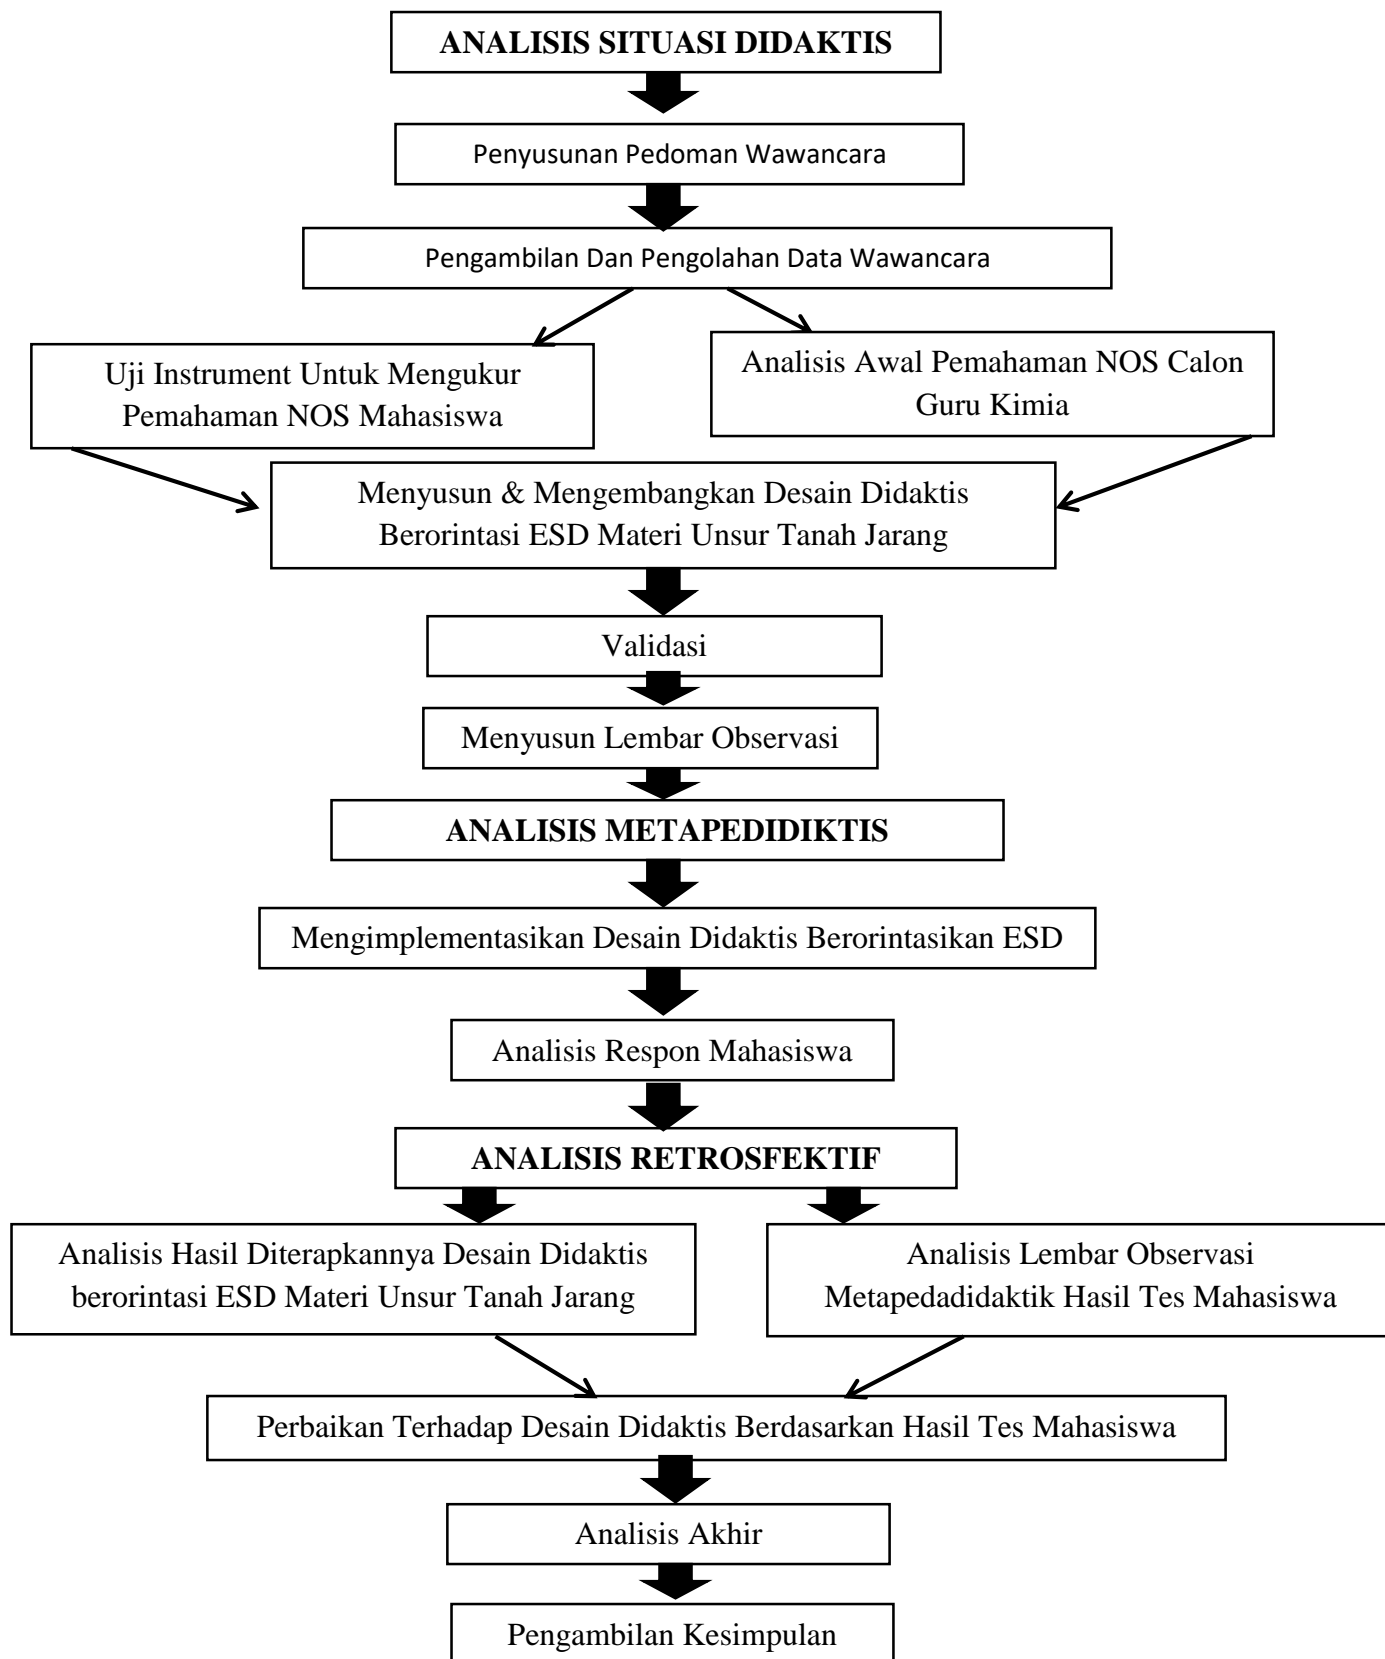 ANALISIS SITUASI DIDAKTIS
Penyusunan Pedoman Wawancara
Pengambilan Dan Pengolahan Data Wawancara
Uji Instrument Untuk Mengukur
Pemahaman NOS Mahasiswa
Analisis Awal Pemahaman NOS Calon
Guru Kimia
Menyusun & Mengembangkan Desain Didaktis
Berorintasi ESD Materi Unsur Tanah Jarang
Validasi
Menyusun Lembar Observasi
ANALISIS METAPEDIDIKTIS
Mengimplementasikan Desain Didaktis Berorintasikan ESD
Analisis Respon Mahasiswa
ANALISIS RETROSFEKTIF
Analisis Hasil Diterapkannya Desain Didaktis
berorintasi ESD Materi Unsur Tanah Jarang
Analisis Lembar Observasi
Metapedadidaktik Hasil Tes Mahasiswa
Perbaikan Terhadap Desain Didaktis Berdasarkan Hasil Tes Mahasiswa
Analisis Akhir
Pengambilan Kesimpulan